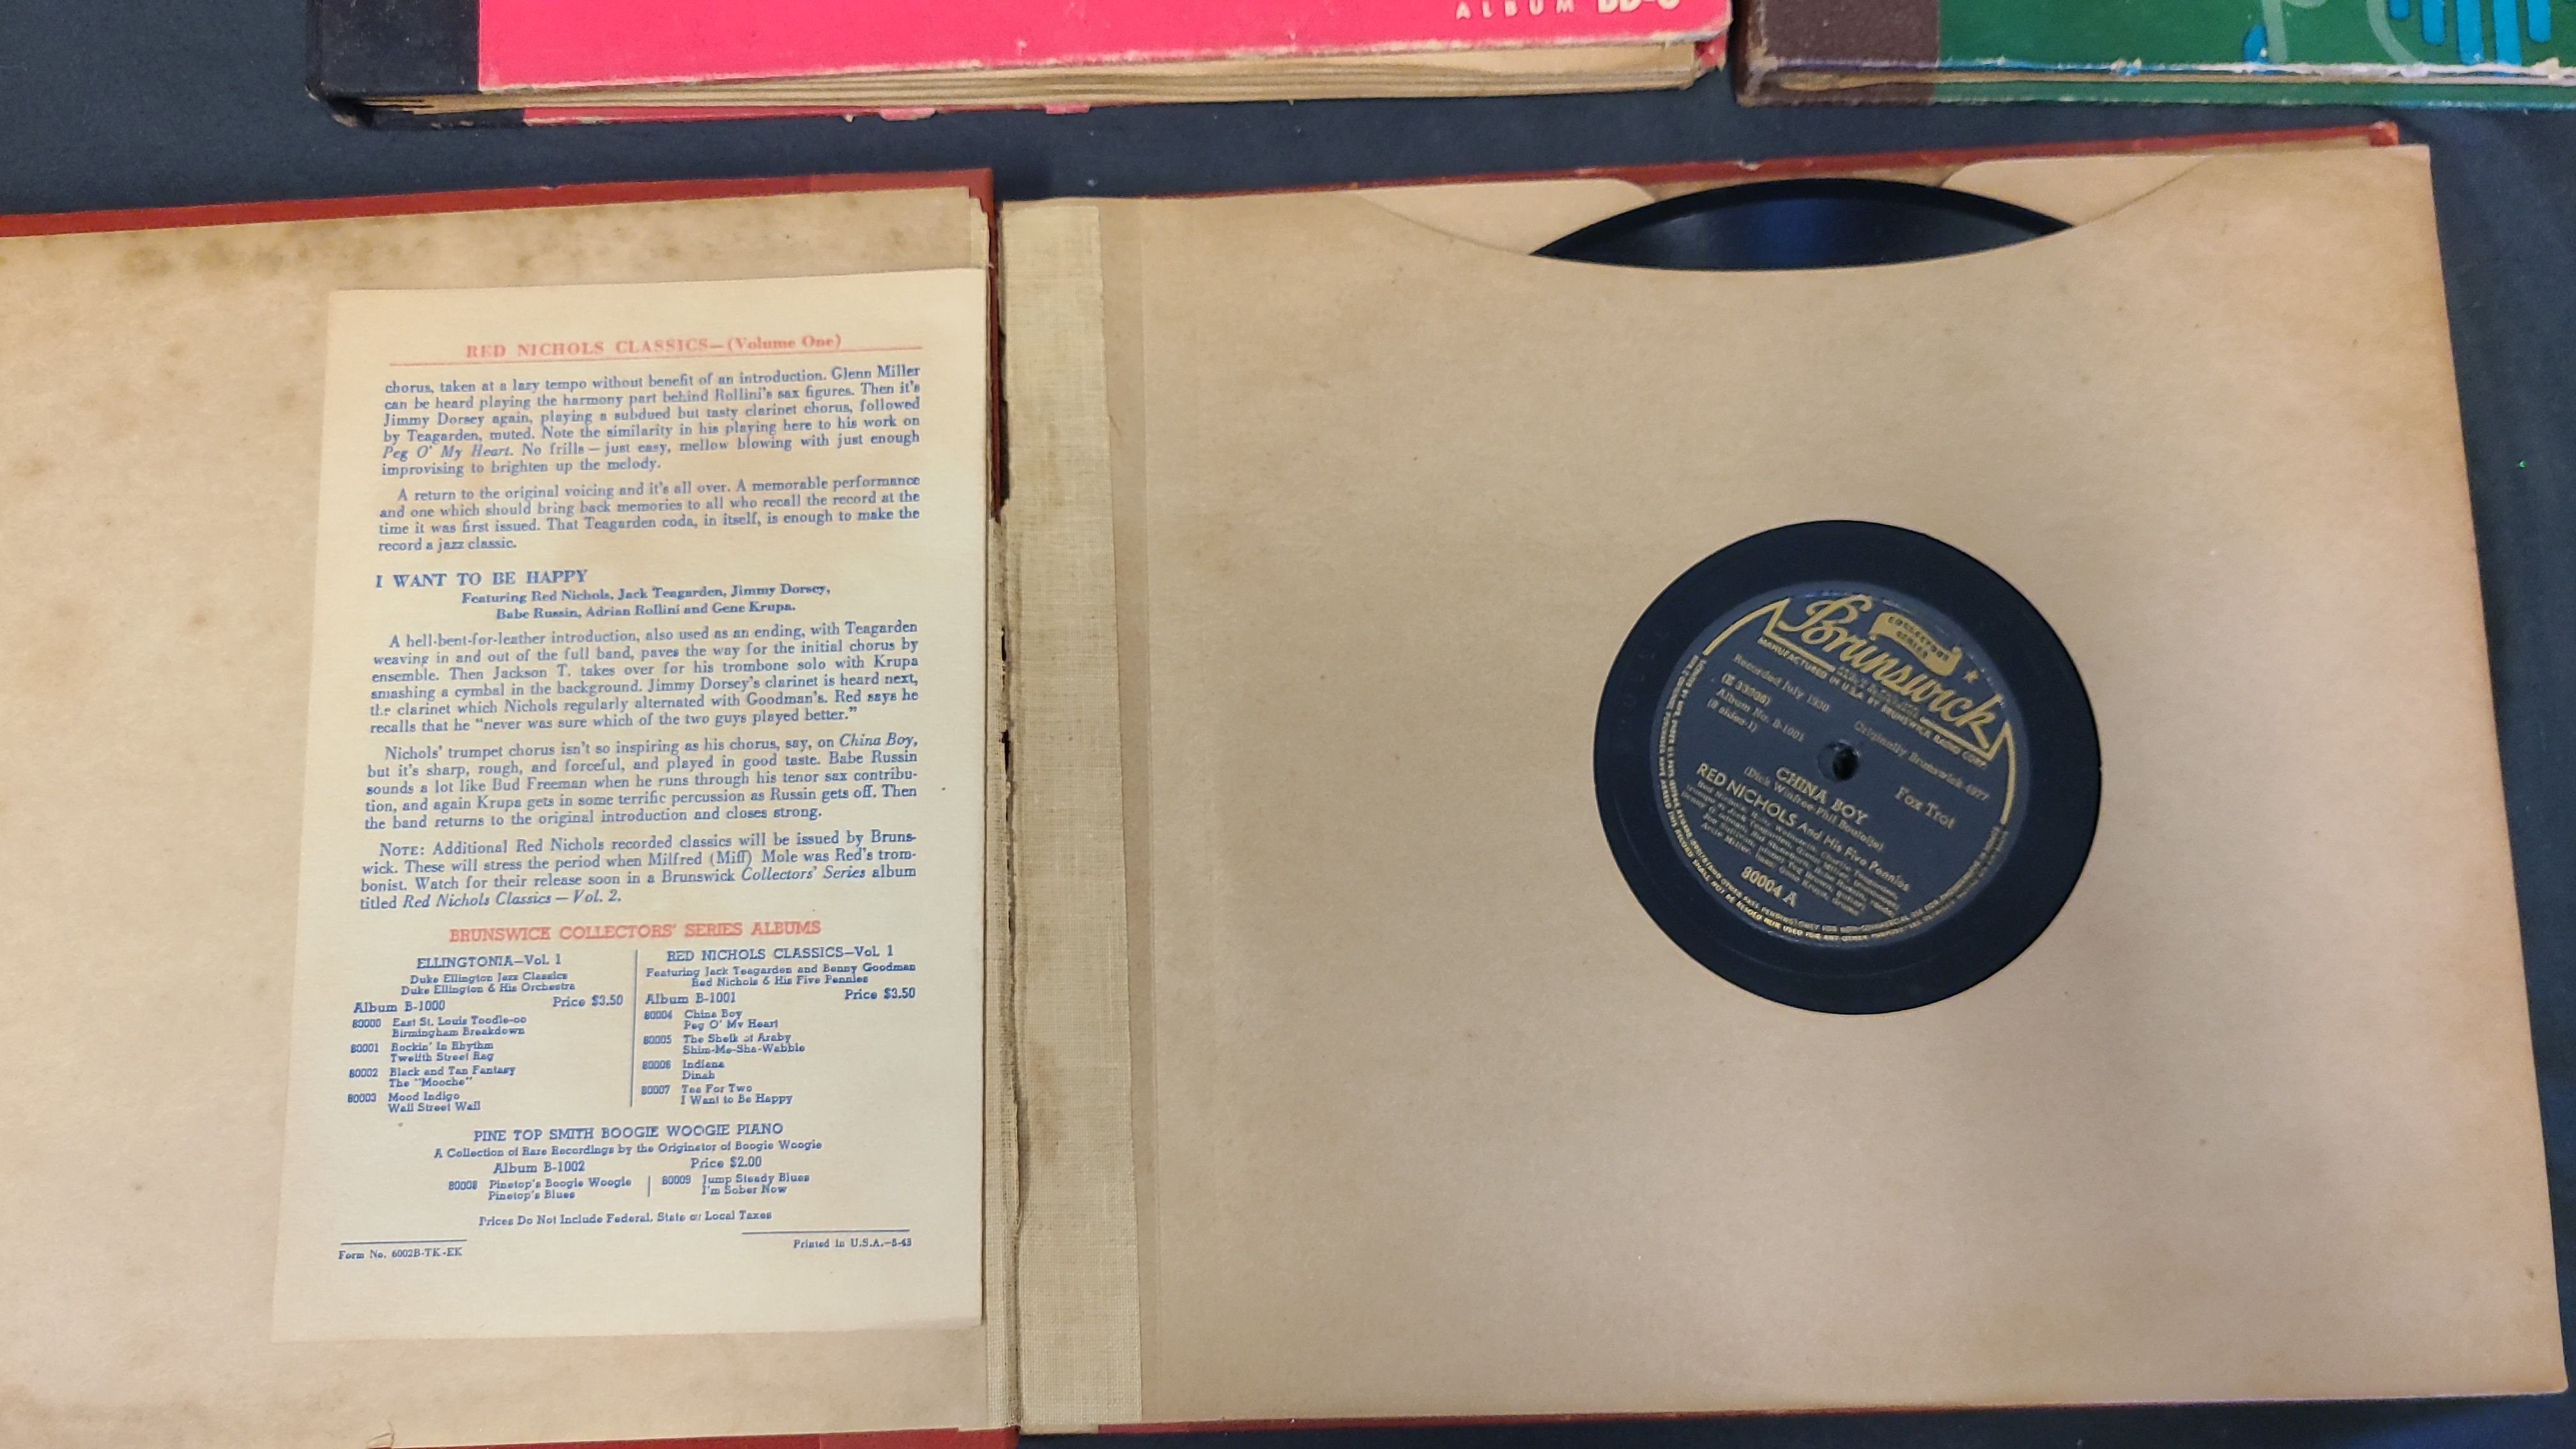 ALBUM BD-
RED NICHOLS CLASSICS—(Volume One)
chorus, taken at a lazy tempo without benefit of an introduction. Glenn Miller
can be heard playing the harmony part behind Rollini's sax figures. Then it's
Jimmy Dorsey again, playing a subdued but tasty clarinet chorus, followed
by Teagarden, muted. Note the similarity in his playing here to his work on
Peg O' My Heart. No frills — just easy, mellow blowing with just enough
improvising to brighten up the melody.
A return to the original voicing and it's all over. A memorable performance
and one which should bring back memories to all who recall the record at the
time it was first issued. That Teagarden coda, in itself, is enough to make the
record a jazz classic.
I WANT TO BE HAPPY
Featuring Red Nichols, Jack Teagarden, Jimmy Dorsey,
Babe Russin, Adrian Rollini and Gene Krupa.
A hell-bent-for-leather introduction, also used as an ending, with Teagarden
weaving in and out of the full band, paves the way for the initial chorus by
ensemble. Then Jackson T. takes over for his trombone solo with Krupa
smashing a cymbal in the background. Jimmy Dorsey's clarinet is heard next,
the clarinet which Nichols regularly alternated with Goodman's. Red says he
recalls that he "never was sure which of the two guys played better."
Nichols' trumpet chorus isn't so inspiring as his chorus, say, on China Boy,
but it's sharp, rough, and forceful, and played in good taste. Babe Russin
sounds a lot like Bud Freeman when he runs through his tenor sax contribu-
tion, and again Krupa gets in some terrific percussion as Russin gets off. Then
the band returns to the original introduction and closes strong.
NOTE: Additional Red Nichols recorded classics will be issued by Bruns-
wick. These will stress the period when Milfred (Miff) Mole was Red's trom-
bonist. Watch for their release soon in a Brunswick Collectors' Series album
titled Red Nichols Classics — Vol. 2.
BRUNSWICK COLLECTORS' SERIES ALBUMS
ELLINGTONIA—Vol. 1
Duke Ellington Jazz Classics
Duke Ellington & His Orchestra
Album B-1000 Price $3.50
80000 East St. Louis Toodle-oo
Birmingham Breakdown
80001 Rockin' In Rhythm
Twelfth Street Rag
80002 Black and Tan Fantasy
The "Mooche"
80003 Mood Indigo
Wall Street Wail
RED NICHOLS CLASSICS—Vol. 1
Featuring Jack Teagarden and Benny Goodman
Red Nichols & His Five Pennies
Album B-1001 Price $3.50
80004 China Boy
Peg O' My Heart
80005 The Sheik of Araby
Shim-Me-Sha-Wabble
80006 Indiana
Dinah
80007 Tea For Two
I Want to Be Happy
PINE TOP SMITH BOOGIE WOOGIE PIANO
A Collection of Rare Recordings by the Originator of Boogie Woogie
Album B-1002 Price $2.00
80008 Pinetop's Boogie Woogie
Pinetop's Blues
80009 Jump Steady Blues
I'm Sober Now
Prices Do Not Include Federal, State or Local Taxes
Form No. 6002B-TK-EK
Printed in U.S.A.
COLLECTORS' SERIES
Brunswick
MANUFACTURED IN U.S.A. BY BRUNSWICK RADIO CORP.
Recorded July 1930
Originally Brunswick 4877
Album No. B-1001
(8 sides-1)
Fox Trot
CHINA BOY
(Dick Winfree-Phil Boutelje)
RED NICHOLS And His Five Pennies
80004 A